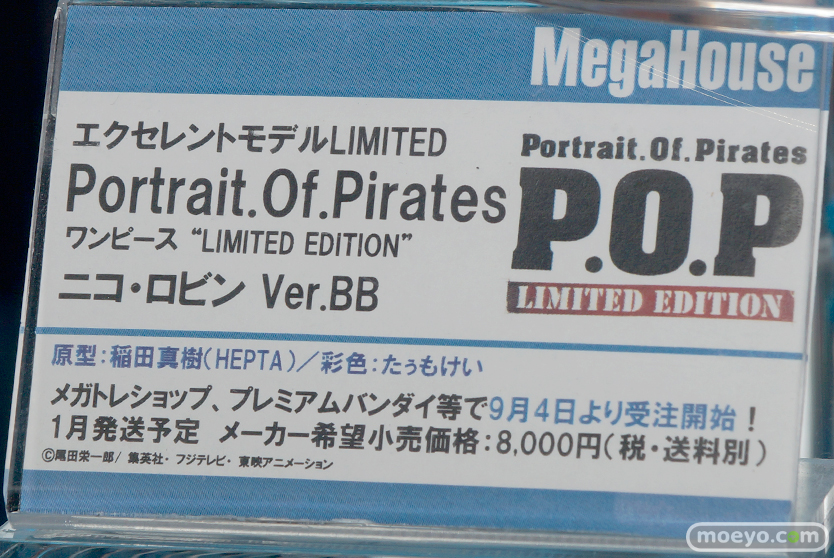 MegaHouse
エクセレントモデルLIMITED
Portrait.Of.Pirates
ワンピース “LIMITED EDITION”
ニコ・ロビン Ver.BB
Portrait.Of.Pirates
P.O.P
LIMITED EDITION
原型：稲田真樹（HEPTA）／彩色：たぅもけい
メガトレショップ、プレミアムバンダイ等で9月4日より受注開始！
1月発送予定 メーカー希望小売価格：8,000円（税・送料別）
©尾田栄一郎/ 集英社・フジテレビ・東映アニメーション
moeyo.com